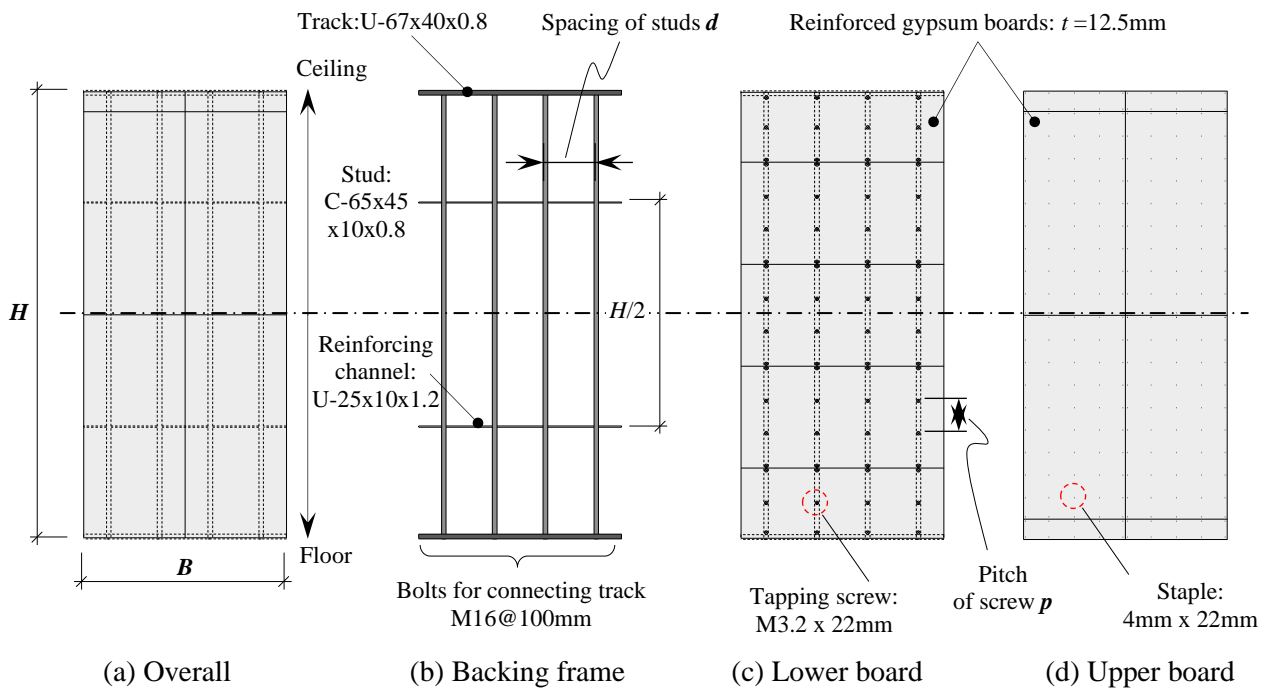 Track:U-67x40x0.8
Spacing of studs d
Reinforced gypsum boards: t =12.5mm
Ceiling
Stud:
C-65x45
x10x0.8
H
H/2
Reinforcing
channel:
U-25x10x1.2
Floor
B
Bolts for connecting track
M16@100mm
Tapping screw:
M3.2 x 22mm
Pitch
of screw p
Staple:
4mm x 22mm
(a) Overall
(b) Backing frame
(c) Lower board
(d) Upper board